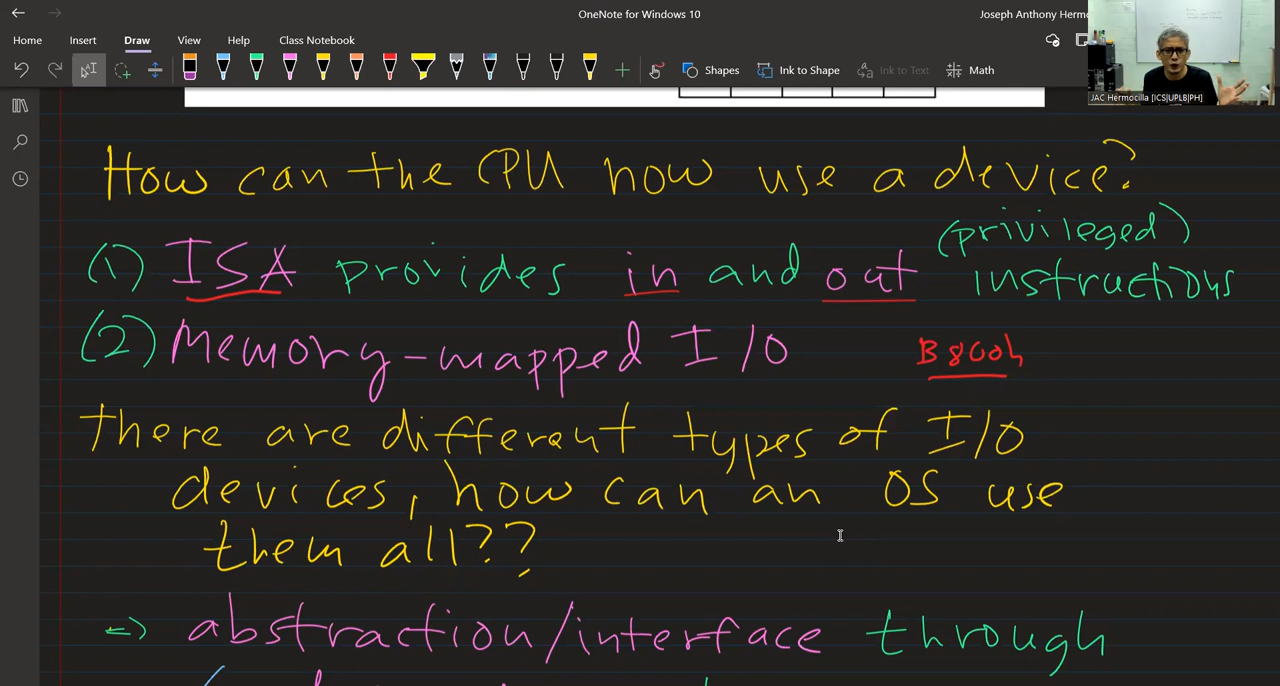 OneNote for Windows 10
Joseph Anthony Hermo
Home Insert Draw View Help Class Notebook
Shapes Ink to Shape Ink to Text Math
JAC Hermocilla [ICS|UPLB|PH]
How can the CPU now use a device?
(1) ISA provides in and out (privileged) instructions
(2) Memory-mapped I/O B800h
There are different types of I/O
devices, how can an OS use
them all??
<=> abstraction/interface through